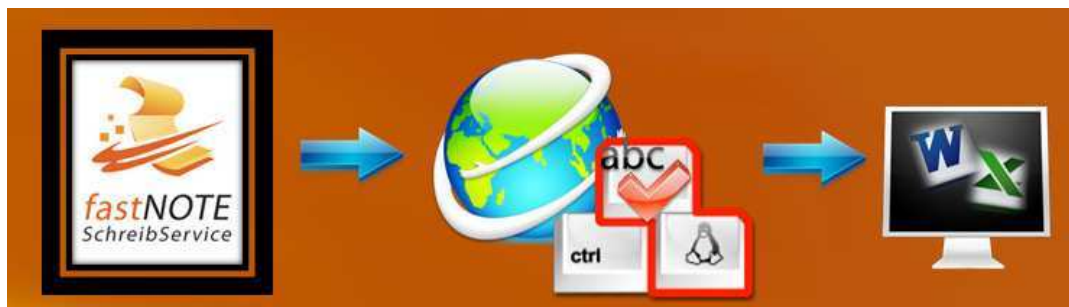 fastNOTE
SchreibService
abc
ctrl
W
X